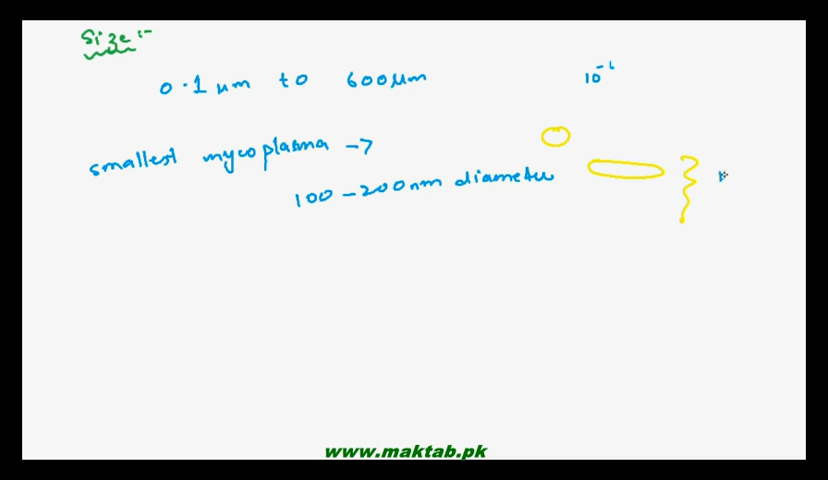 Size :-
0.1 μm to 600 μm
10⁻⁶
smallest mycoplasma →
100 – 200 nm diameter
www.maktab.pk